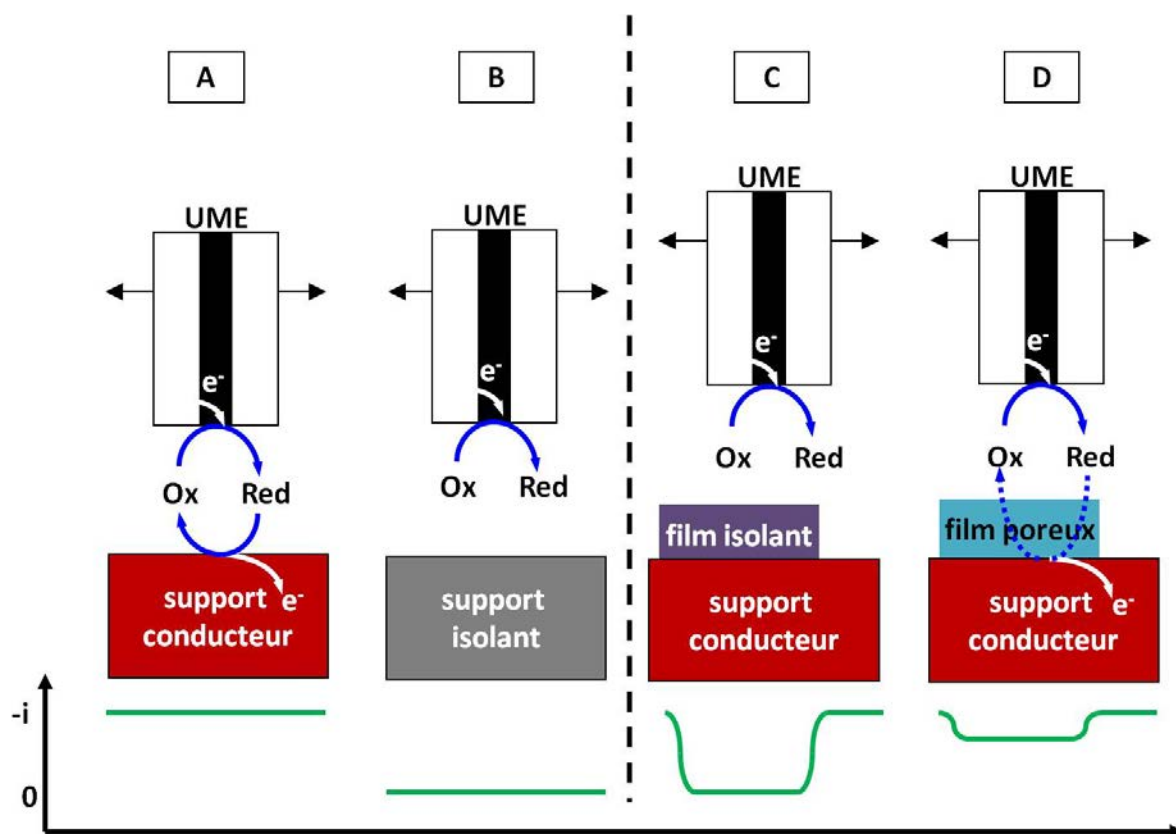 A
B
C
D
UME
UME
UME
UME
e-
e-
e-
e-
Ox Red
Ox Red
Ox Red
Ox Red
film isolant
film poreux
support e-
conducteur
support
isolant
support
conducteur
support e-
conducteur
-i
0